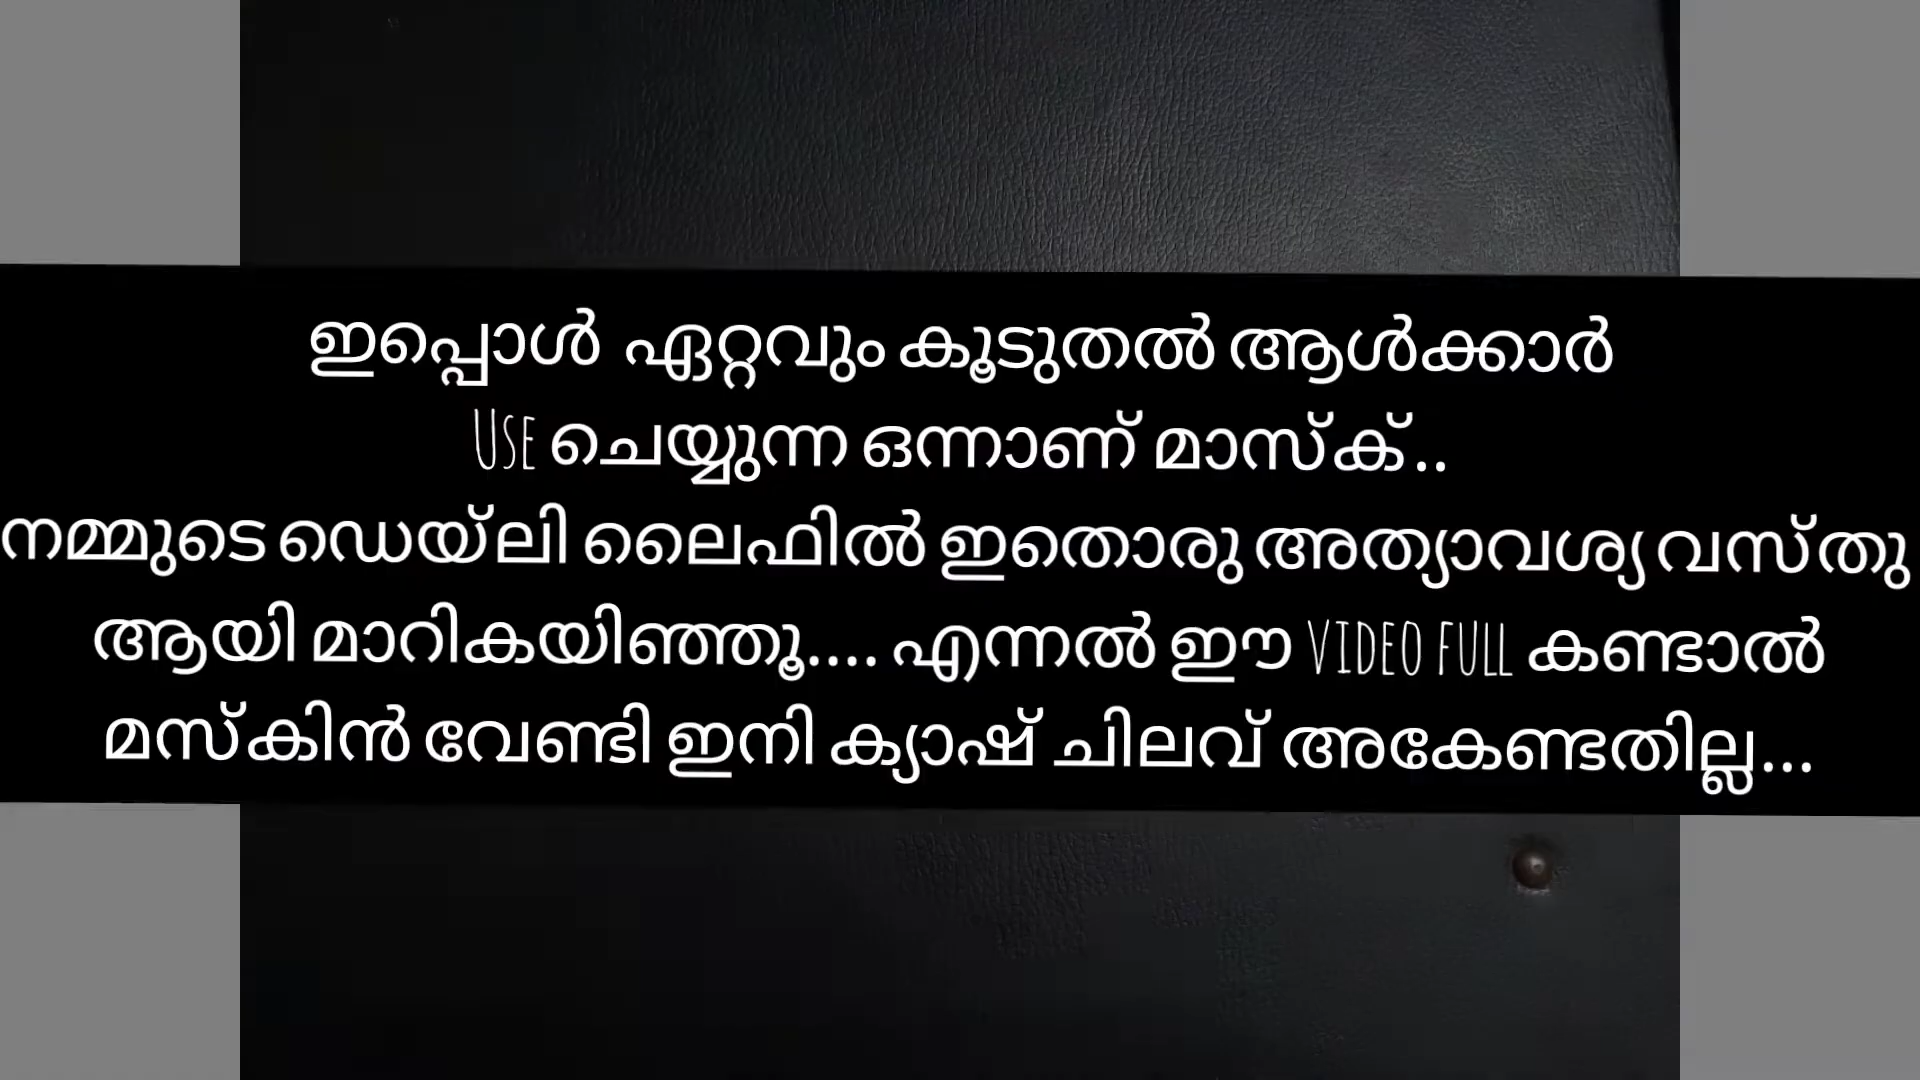 ഇപ്പൊൾ ഏറ്റവും കൂടുതൽ ആൾക്കാർ
USE ചെയ്യുന്ന ഒന്നാണ് മാസ്ക്..
നമ്മുടെ ഡെയ്‌ലി ലൈഫിൽ ഇതൊരു അത്യാവശ്യ വസ്തു
ആയി മാറികയിഞ്ഞൂ.... എന്നൽ ഈ VIDEO FULL കണ്ടാൽ
മസ്കിൻ വേണ്ടി ഇനി ക്യാഷ് ചിലവ് അകേണ്ടതില്ല...